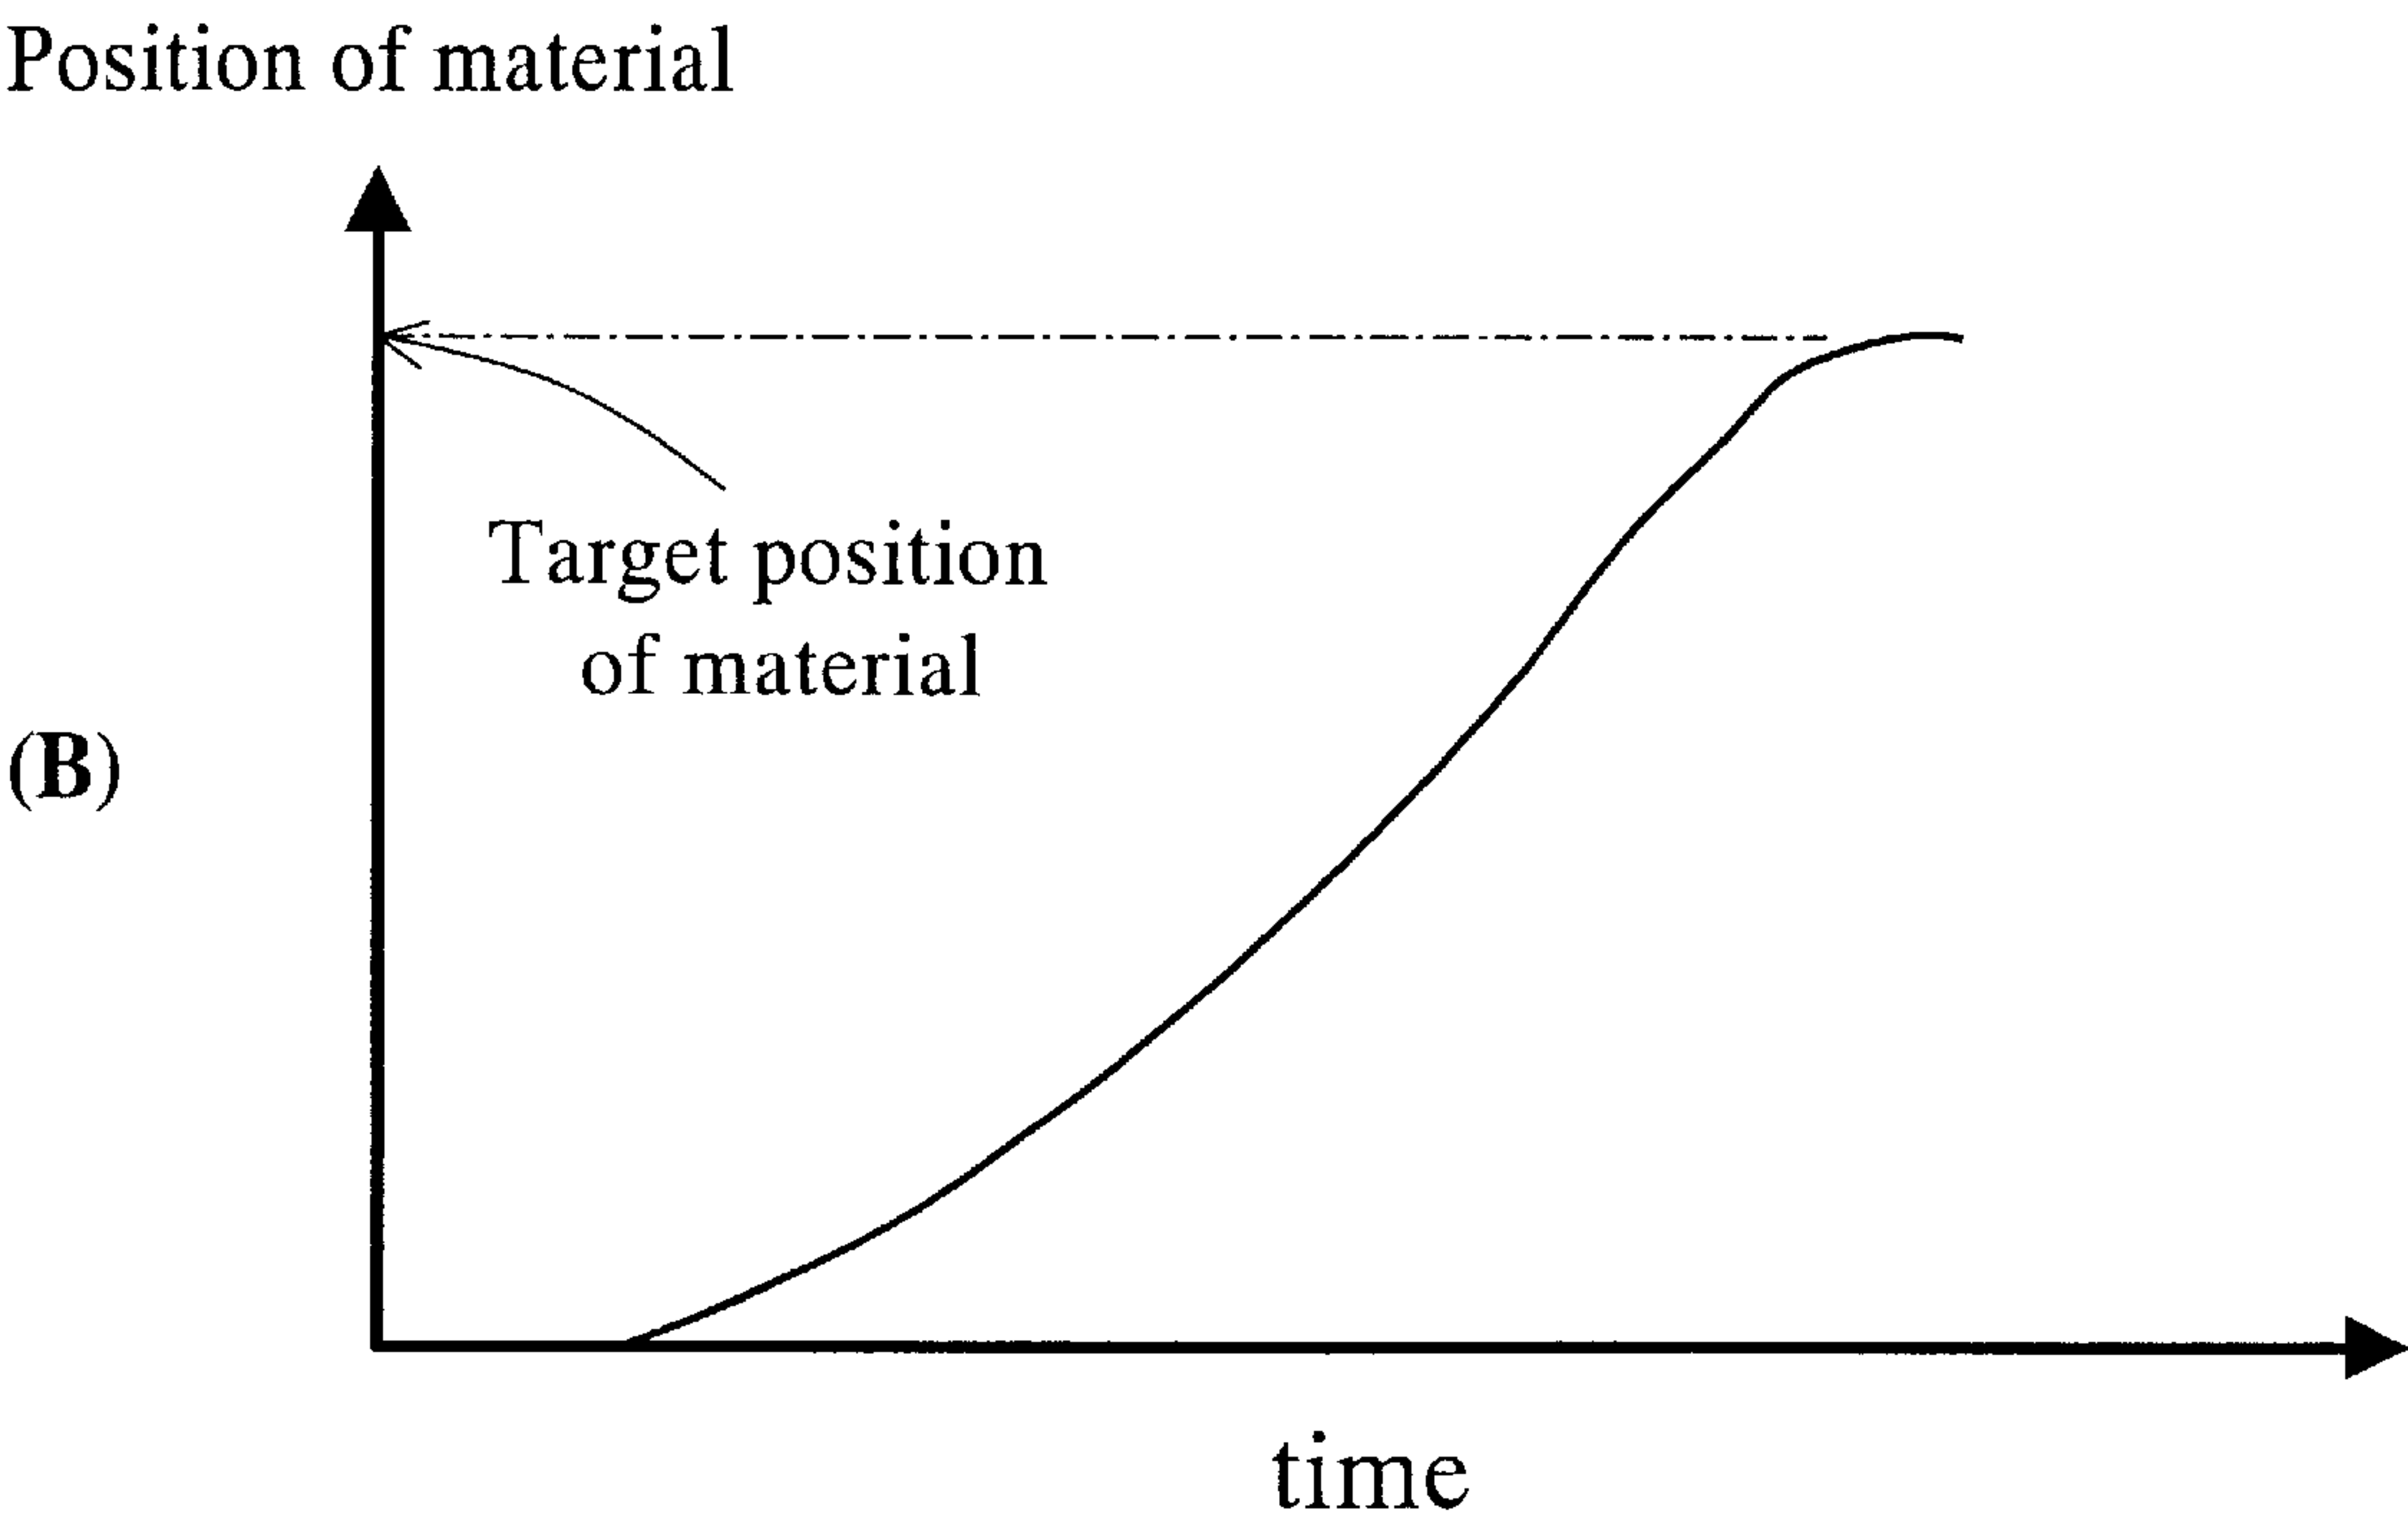 Position of material
Target position
of material
(B)
time